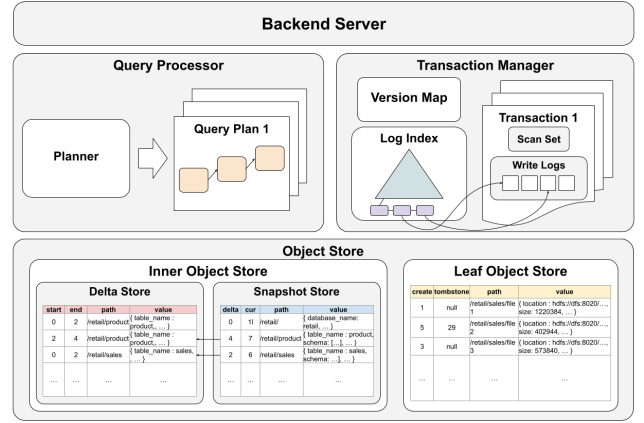 Backend Server
Query Processor
Planner
Query Plan 1
Transaction Manager
Version Map
Log Index
Transaction 1
Scan Set
Write Logs
Object Store
Inner Object Store
Delta Store
start end path value
0 2 /retail/product { table_name : product,, … }
2 4 /retail/product { table_name : product,, … }
0 2 /retail/sales { table_name : sales, , … }
… … … …
Snapshot Store
delta cur path value
0 1l /retail/ { database_name: retail, … }
4 7 /retail/product { table_name : product, schema: […], … }
2 6 /retail/sales { table_name : sales, schema: …], … }
… … … …
Leaf Object Store
create tombstone path value
1 null /retail/sales/file 1 { location : hdfs://dfs:8020/…, size: 1220384, … }
5 29 /retail/sales/file 2 { location : hdfs://dfs:8020/…, size: 402944, … }
3 null /retail/sales/file 3 { location : hdfs://dfs:8020/…, size: 573840, … }
… … … …